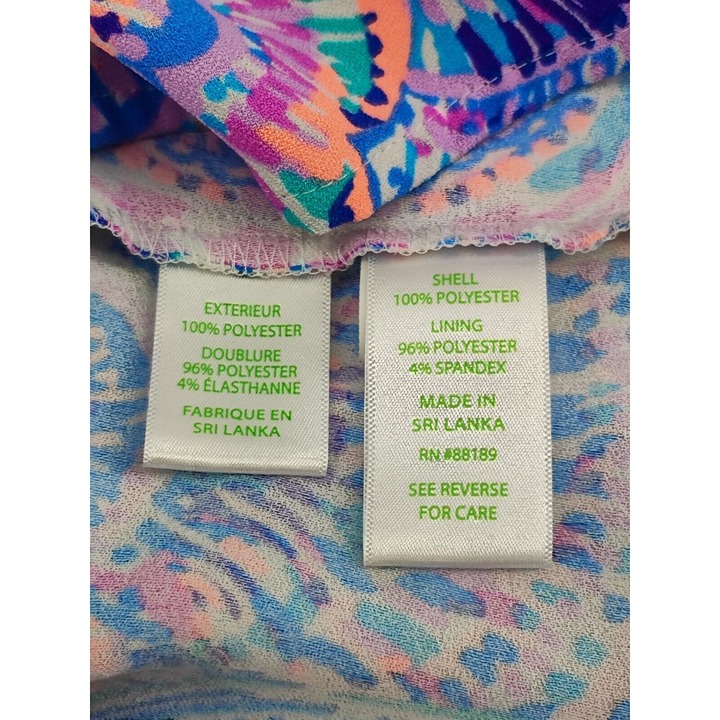 EXTERIEUR
100% POLYESTER
DOUBLURE
96% POLYESTER
4% ÉLASTHANNE
FABRIQUE EN
SRI LANKA
SHELL
100% POLYESTER
LINING
96% POLYESTER
4% SPANDEX
MADE IN
SRI LANKA
RN#88189
SEE REVERSE
FOR CARE